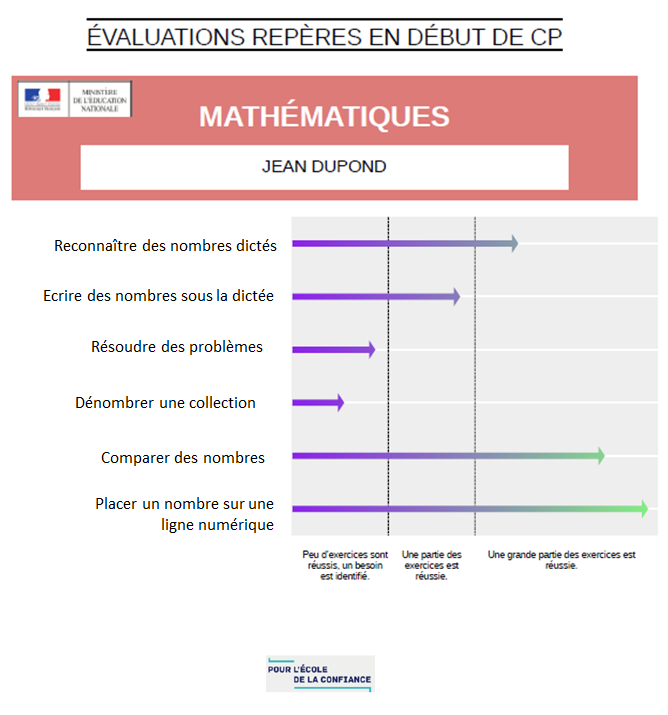 ÉVALUATIONS REPÈRES EN DÉBUT DE CP
MINISTÈRE
DE L'ÉDUCATION
NATIONALE
MATHÉMATIQUES
JEAN DUPOND
Reconnaître des nombres dictés
Ecrire des nombres sous la dictée
Résoudre des problèmes
Dénombrer une collection
Comparer des nombres
Placer un nombre sur une
ligne numérique
Peu d'exercices sont
réussis, un besoin
est identifié.
Une partie des
exercices est
réussie.
Une grande partie des exercices est
réussie.
POUR L'ÉCOLE
DE LA CONFIANCE